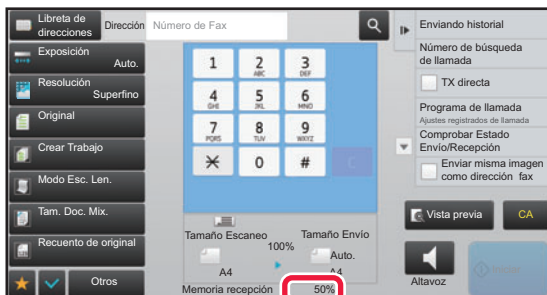 Libreta de
direcciones
Dirección
Número de Fax
Exposición
Auto.
Resolución
Superfino
Original
Crear Trabajo
Modo Esc. Len.
Tam. Doc. Mix.
Recuento de original
Otros
1
2
ABC
3
DEF
4
GHI
5
JKL
6
MNO
7
PQRS
8
TUV
9
WXYZ
0
#
C
Tamaño Escaneo
100%
Tamaño Envío
Auto.
A4
A4
Memoria recepción
50%
Enviando historial
Número de búsqueda
de llamada
TX directa
Programa de llamada
Ajustes registrados de llamada
Comprobar Estado
Envío/Recepción
Enviar misma imagen
como dirección fax
Vista previa
CA
Altavoz